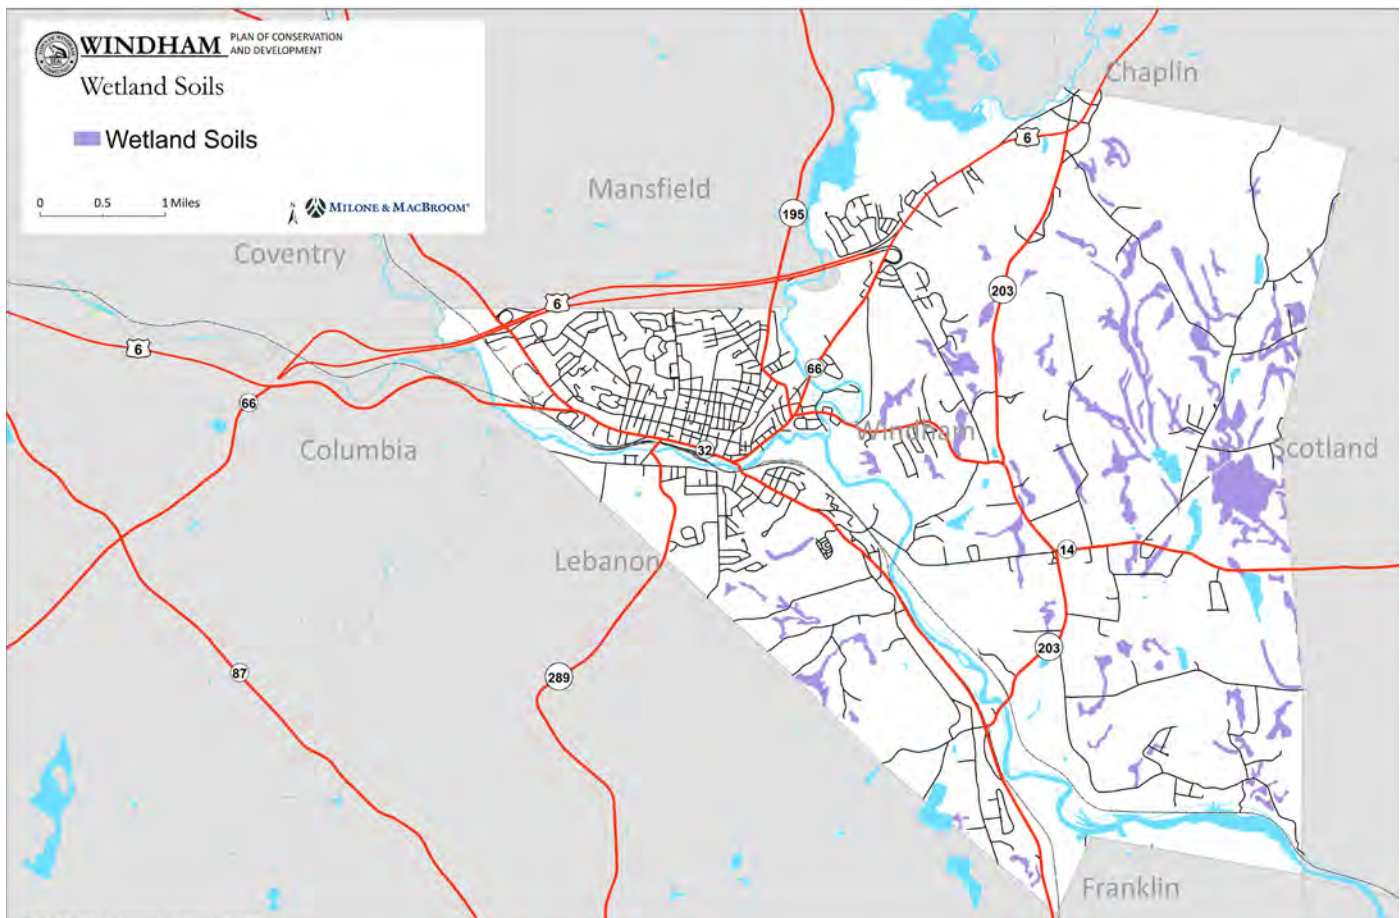 WINDHAM PLAN OF CONSERVATION
AND DEVELOPMENT
Wetland Soils
Wetland Soils
0 0.5 1 Miles
N
MILONE & MACBROOM
Chaplin
6
Mansfield
195
Coventry
203
6
6
66
66
Windham
Columbia
32
Scotland
14
Lebanon
203
87
289
Franklin